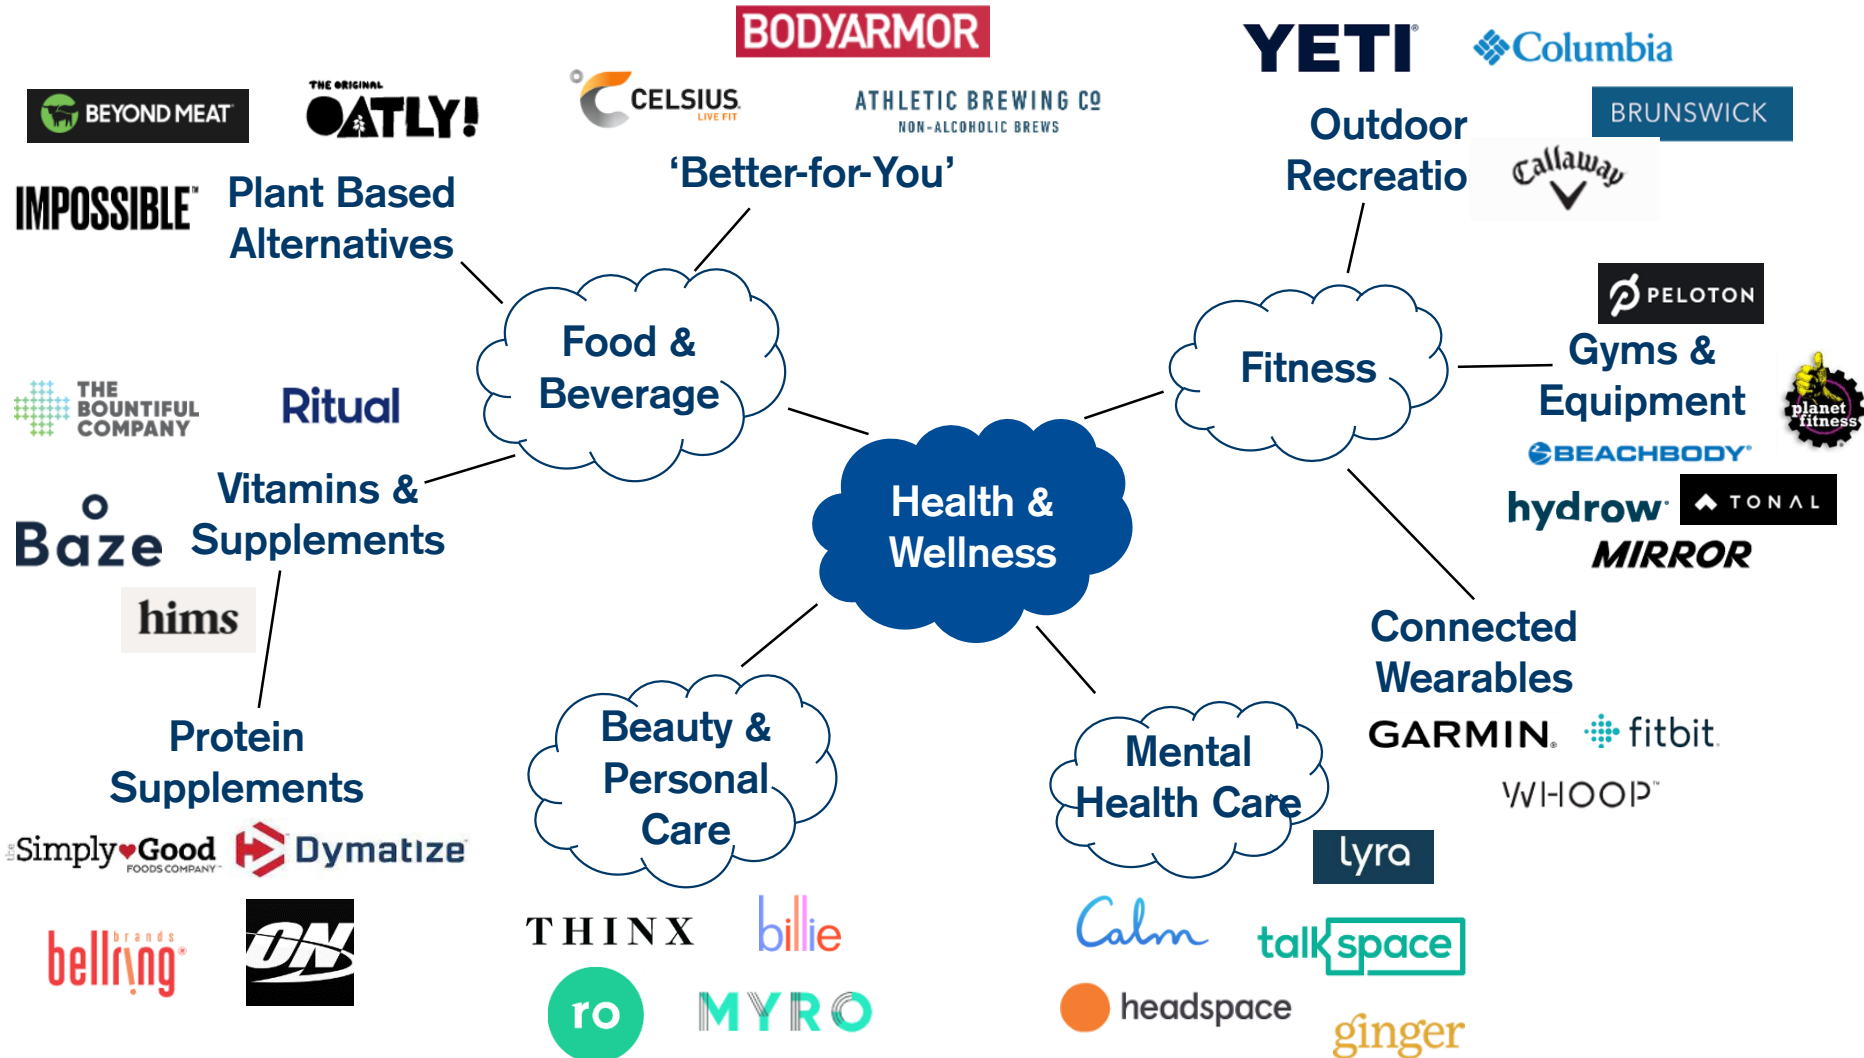 BODYARMOR
YETI
Columbia
BEYOND MEAT
THE ORIGINAL
OATLY!
CELSIUS
LIVE FIT
ATHLETIC BREWING Cº
NON-ALCOHOLIC BREWS
BRUNSWICK
Outdoor
Recreatio
Callaway
'Better-for-You'
IMPOSSIBLE™
Plant Based
Alternatives
PELOTON
Food &
Beverage
Fitness
Gyms &
Equipment
planet
fitness
THE
BOUNTIFUL
COMPANY
Ritual
BEACHBODY
hydrow
TONAL
MIRROR
Vitamins &
Supplements
Baze
hims
Health &
Wellness
Connected
Wearables
GARMIN®
fitbit
WHOOP™
Protein
Supplements
the Simply Good
FOODS COMPANY™
Dymatize
bellring
brands
ON
Beauty &
Personal
Care
THINX
billie
ro
MYRO
Mental
Health Care
lyra
Calm
talkspace
headspace
ginger